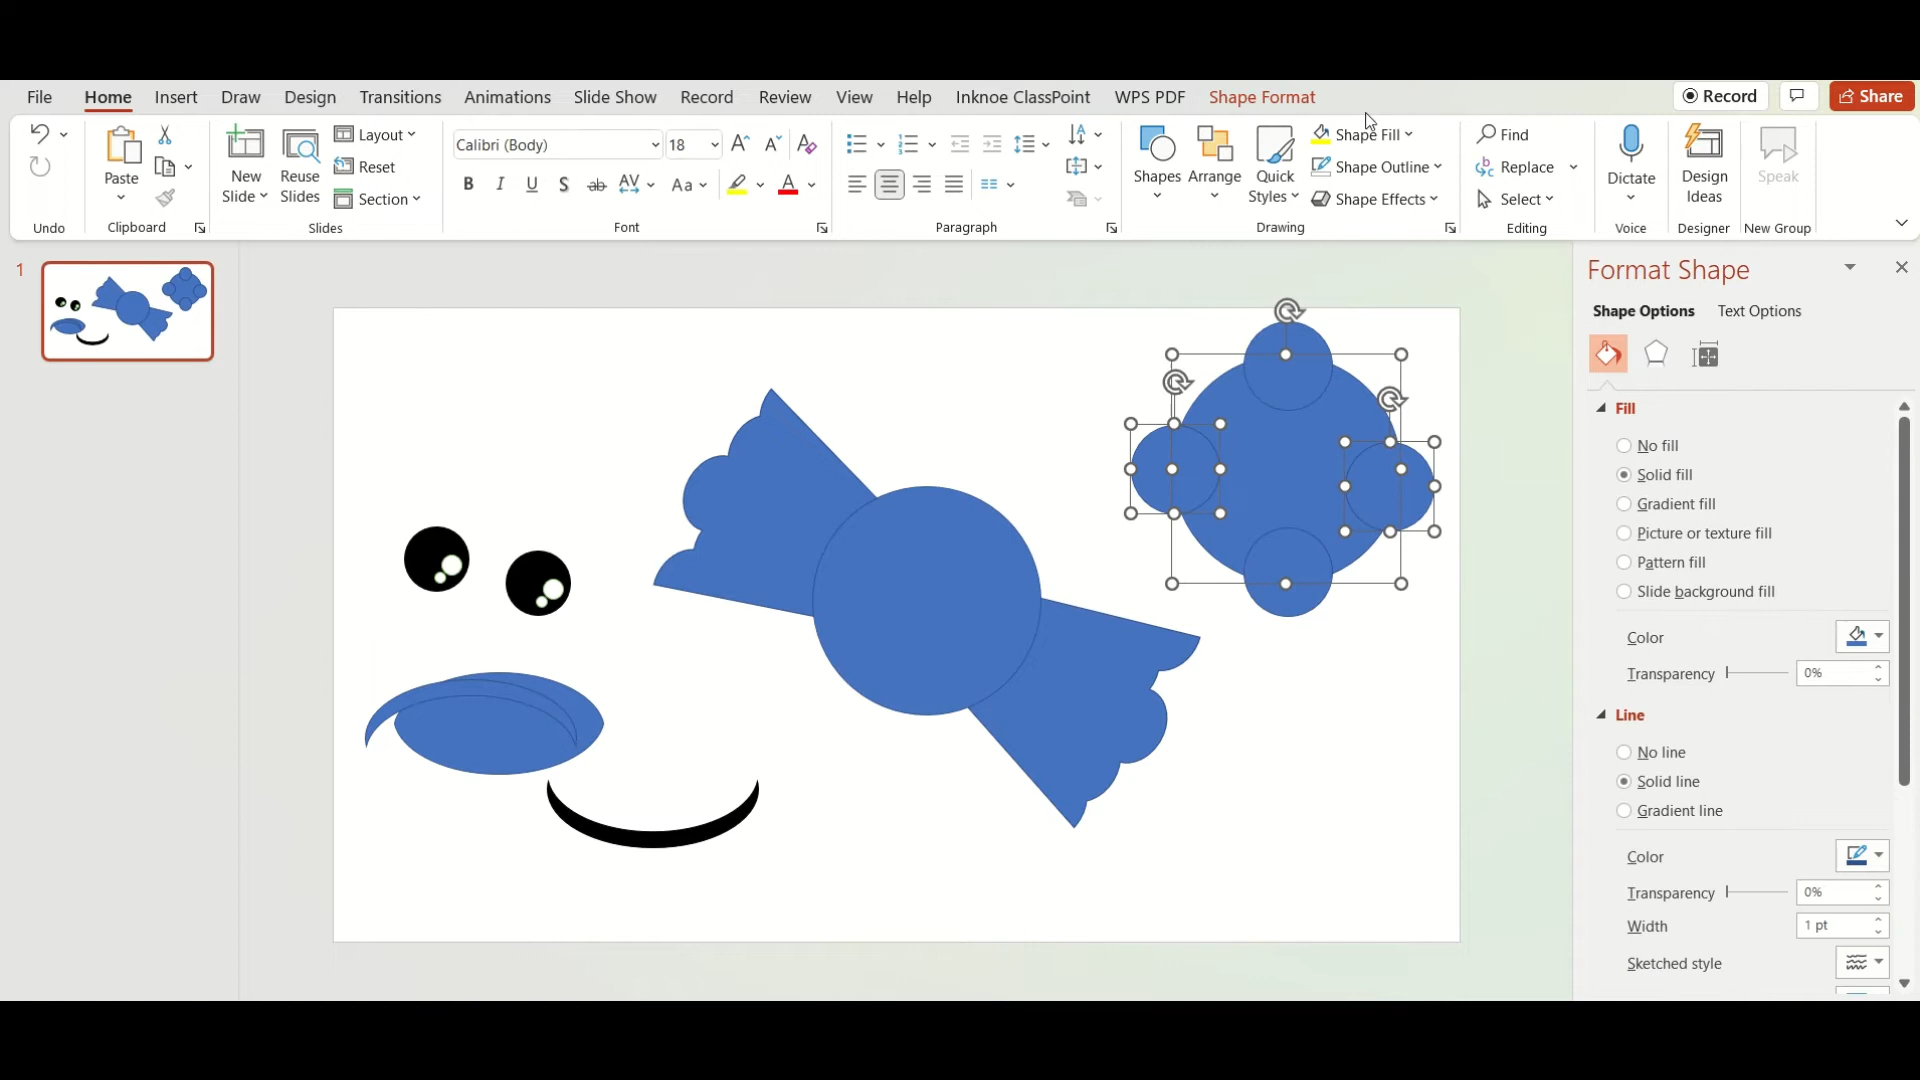 File Home Insert Draw Design Transitions Animations Slide Show Record Review View Help Inknoe ClassPoint WPS PDF Shape Format Record Share
Paste
New Slide
Reuse Slides
Layout
Reset
Section
Calibri (Body) 18
B I U S ab AV Aa A
Shapes
Arrange
Quick Styles
Shape Fill
Shape Outline
Shape Effects
Find
Replace
Select
Dictate
Design Ideas
Speak
Undo Clipboard Slides Font Paragraph Drawing Editing Voice Designer New Group
1
Format Shape
Shape Options Text Options
Fill
No fill
Solid fill
Gradient fill
Picture or texture fill
Pattern fill
Slide background fill
Color
Transparency 0%
Line
No line
Solid line
Gradient line
Color
Transparency 0%
Width 1 pt
Sketched style